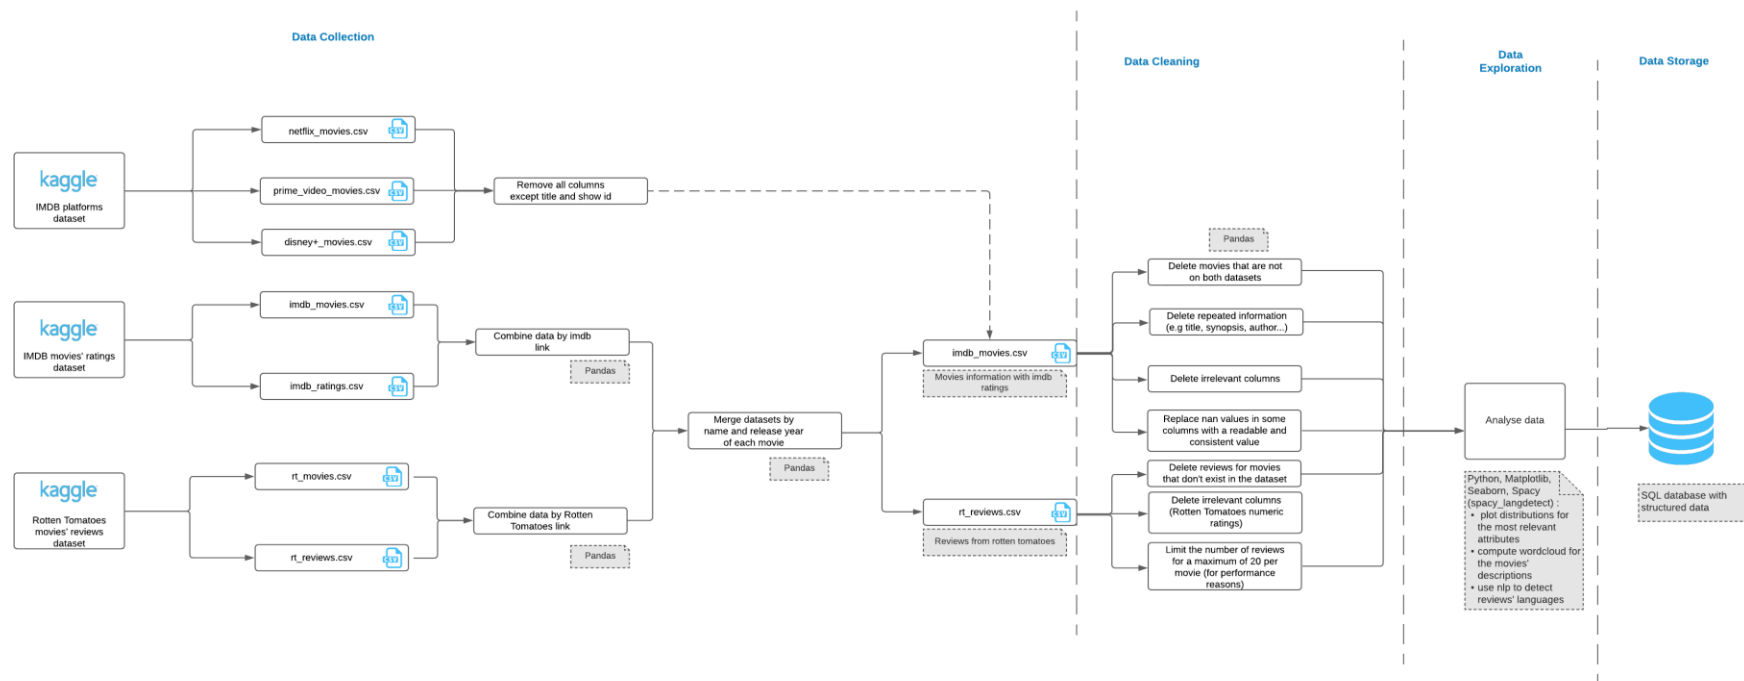 Data Collection
Data Cleaning
Data
Exploration
Data Storage
kaggle
IMDB platforms
dataset
netflix_movies.csv
CSV
prime_video_movies.csv
CSV
disney+_movies.csv
CSV
Remove all columns
except title and show id
kaggle
IMDB movies' ratings
dataset
imdb_movies.csv
CSV
imdb_ratings.csv
CSV
Combine data by imdb
link
Pandas
kaggle
Rotten Tomatoes
movies' reviews
dataset
rt_movies.csv
CSV
rt_reviews.csv
CSV
Combine data by Rotten
Tomatoes link
Pandas
Merge datasets by
name and release year
of each movie
Pandas
imdb_movies.csv
CSV
Movies information with imdb
ratings
rt_reviews.csv
CSV
Reviews from rotten tomatoes
Pandas
Delete movies that are not
on both datasets
Delete repeated information
(e.g title, synopsis, author...)
Delete irrelevant columns
Replace nan values in some
columns with a readable and
consistent value
Delete reviews for movies
that don't exist in the dataset
Delete irrelevant columns
(Rotten Tomatoes numeric
ratings)
Limit the number of reviews
for a maximum of 20 per
movie (for performance
reasons)
Analyse data
Python, Matplotlib,
Seaborn, Spacy
(spacy_langdetect) :
• plot distributions for
the most relevant
attributes
• compute wordcloud for
the movies'
descriptions
• use nlp to detect
reviews' languages
SQL database with
structured data